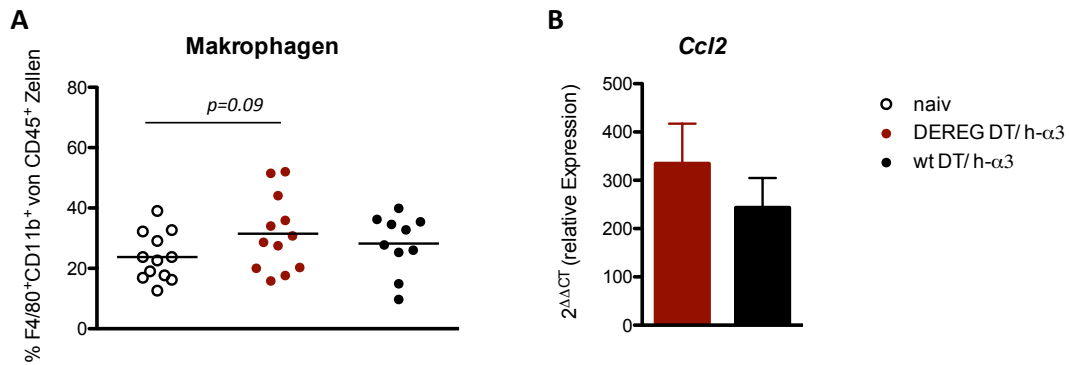 A
Makrophagen
% F4/80⁺CD11b⁺ von CD45⁺ Zellen
80
60
40
20
0
p=0.09
B
Ccl2
2^ΔΔCT (relative Expression)
500
400
300
200
100
0
naiv
DEREG DT/ h-α3
wt DT/ h-α3